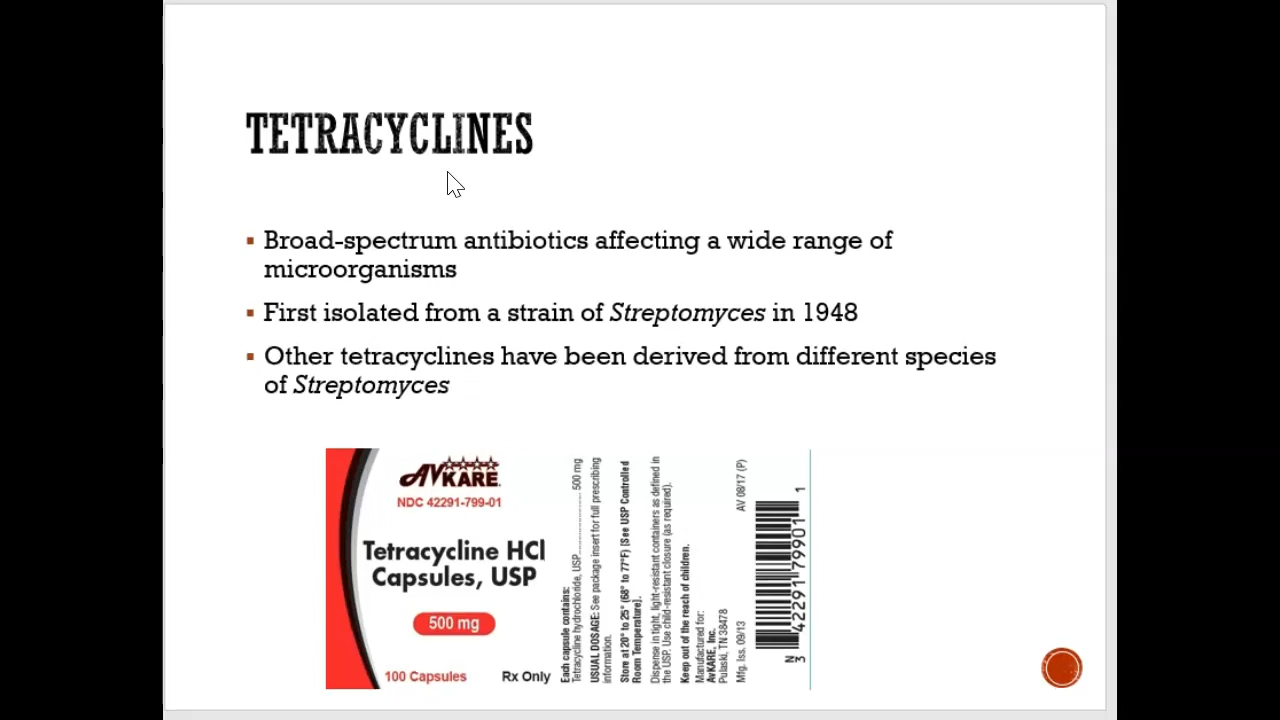 TETRACYCLINES
Broad-spectrum antibiotics affecting a wide range of
microorganisms
First isolated from a strain of Streptomyces in 1948
Other tetracyclines have been derived from different species
of Streptomyces
AVKARE
NDC 42291-799-01
Tetracycline HCl
Capsules, USP
500 mg
100 Capsules Rx Only
Each capsule contains:
Tetracycline hydrochloride, USP.................... 500 mg
USUAL DOSAGE: See package insert for full prescribing
information.
Store at 20° to 25° (68° to 77°F) [See USP Controlled
Room Temperature].
Dispense in tight, light-resistant containers as defined in
the USP. Use child-resistant closure (as required).
Keep out of the reach of children.
Manufactured for:
AvKARE, Inc.
Pulaski, TN 38478
Mfg. Iss. 09/13 AV 08/17 (P)
N
3 42291 79901 1